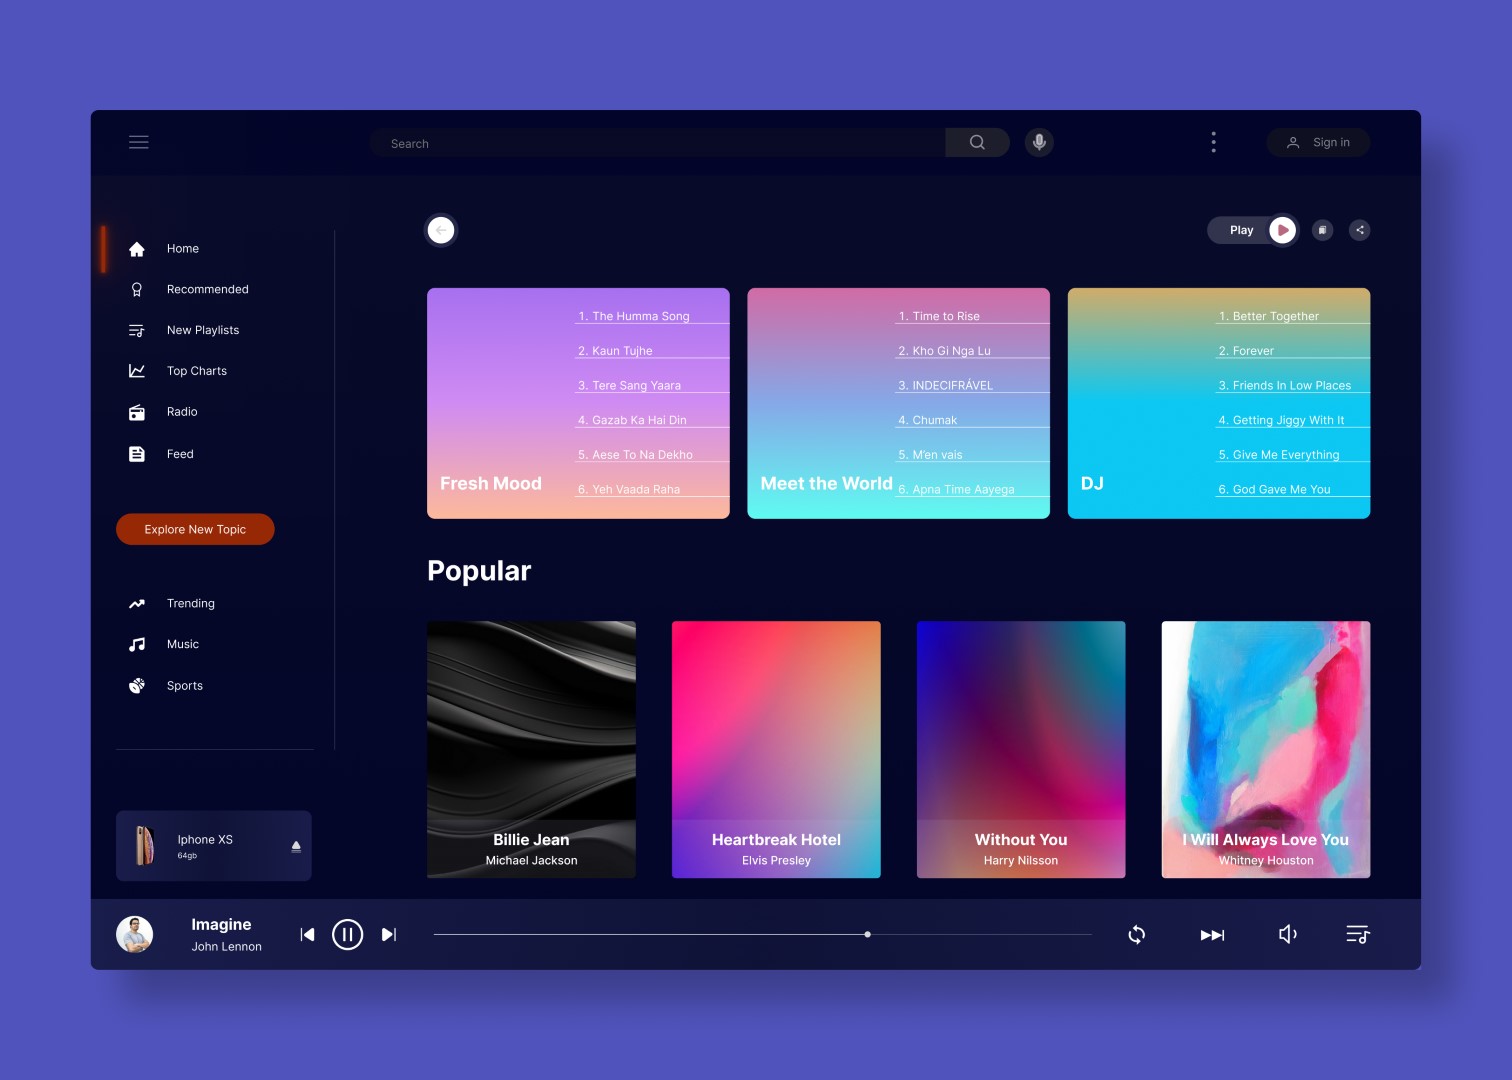 Search
Sign in
Home
Recommended
New Playlists
Top Charts
Radio
Feed
Explore New Topic
Trending
Music
Sports
Iphone XS
64gb
Play
1. The Humma Song
2. Kaun Tujhe
3. Tere Sang Yaara
4. Gazab Ka Hai Din
5. Aese To Na Dekho
6. Yeh Vaada Raha
Fresh Mood
1. Time to Rise
2. Kho Gi Nga Lu
3. INDECIFRÁVEL
4. Chumak
5. M'en vais
6. Apna Time Aayega
Meet the World
1. Better Together
2. Forever
3. Friends In Low Places
4. Getting Jiggy With It
5. Give Me Everything
6. God Gave Me You
DJ
Popular
Billie Jean
Michael Jackson
Heartbreak Hotel
Elvis Presley
Without You
Harry Nilsson
I Will Always Love You
Whitney Houston
Imagine
John Lennon